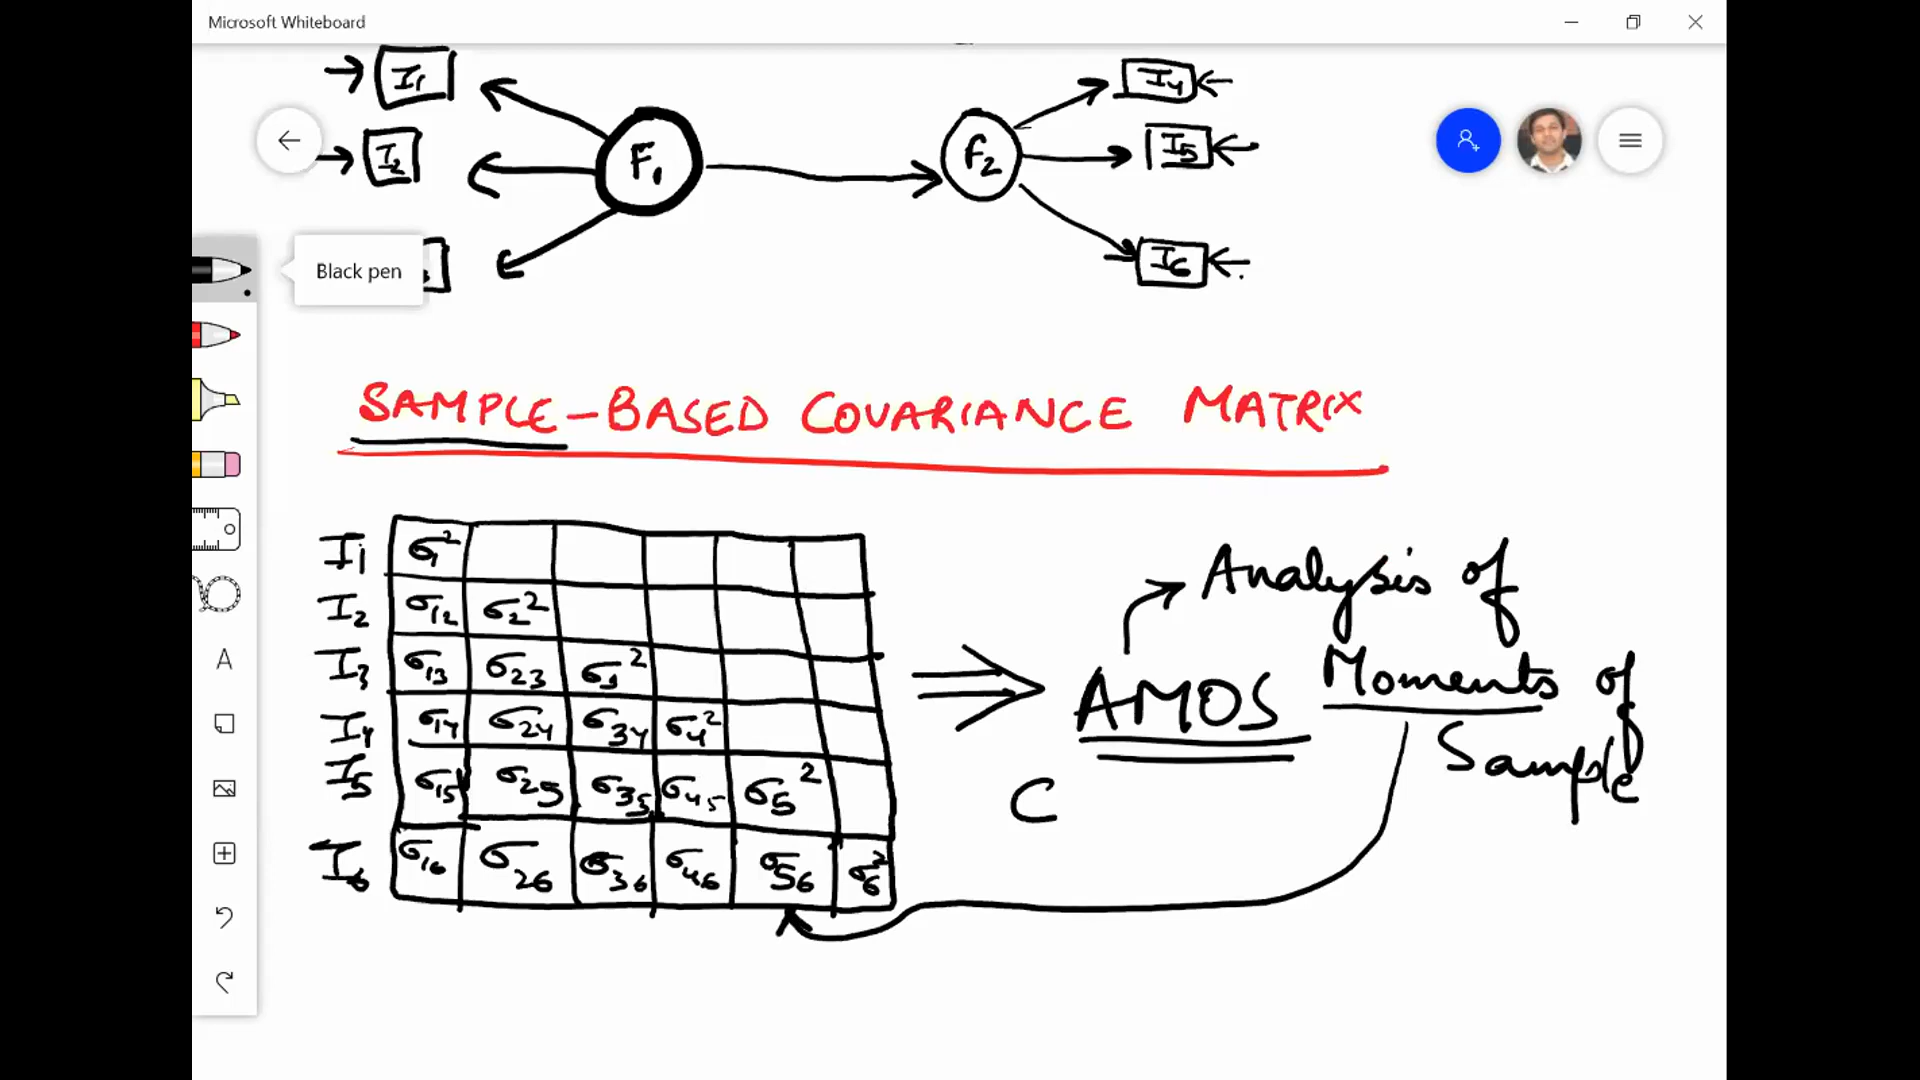 Microsoft Whiteboard
I1
I4
I2
F1
F2
I5
Black pen
I6
SAMPLE-BASED COVARIANCE MATRIX
I1 σ1²
I2 σ12 σ2²
I3 σ13 σ23 σ3²
I4 σ14 σ24 σ34 σ4²
I5 σ15 σ25 σ35 σ45 σ5²
I6 σ16 σ26 σ36 σ46 σ56 σ6²
Analysis of
AMOS Moments of
Sample
C
A